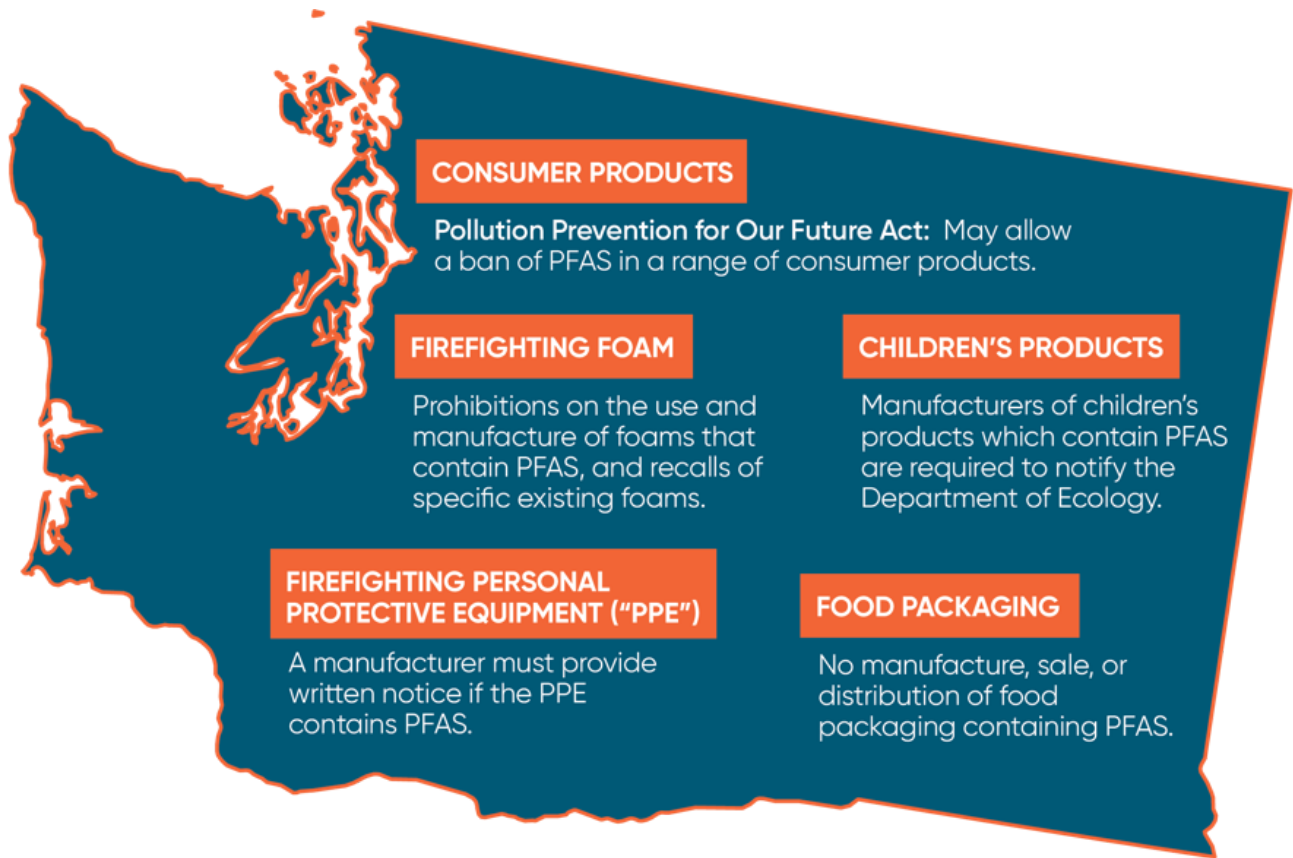 CONSUMER PRODUCTS
Pollution Prevention for Our Future Act: May allow
a ban of PFAS in a range of consumer products.
FIREFIGHTING FOAM
Prohibitions on the use and
manufacture of foams that
contain PFAS, and recalls of
specific existing foams.
CHILDREN'S PRODUCTS
Manufacturers of children's
products which contain PFAS
are required to notify the
Department of Ecology.
FIREFIGHTING PERSONAL
PROTECTIVE EQUIPMENT (“PPE”)
A manufacturer must provide
written notice if the PPE
contains PFAS.
FOOD PACKAGING
No manufacture, sale, or
distribution of food
packaging containing PFAS.